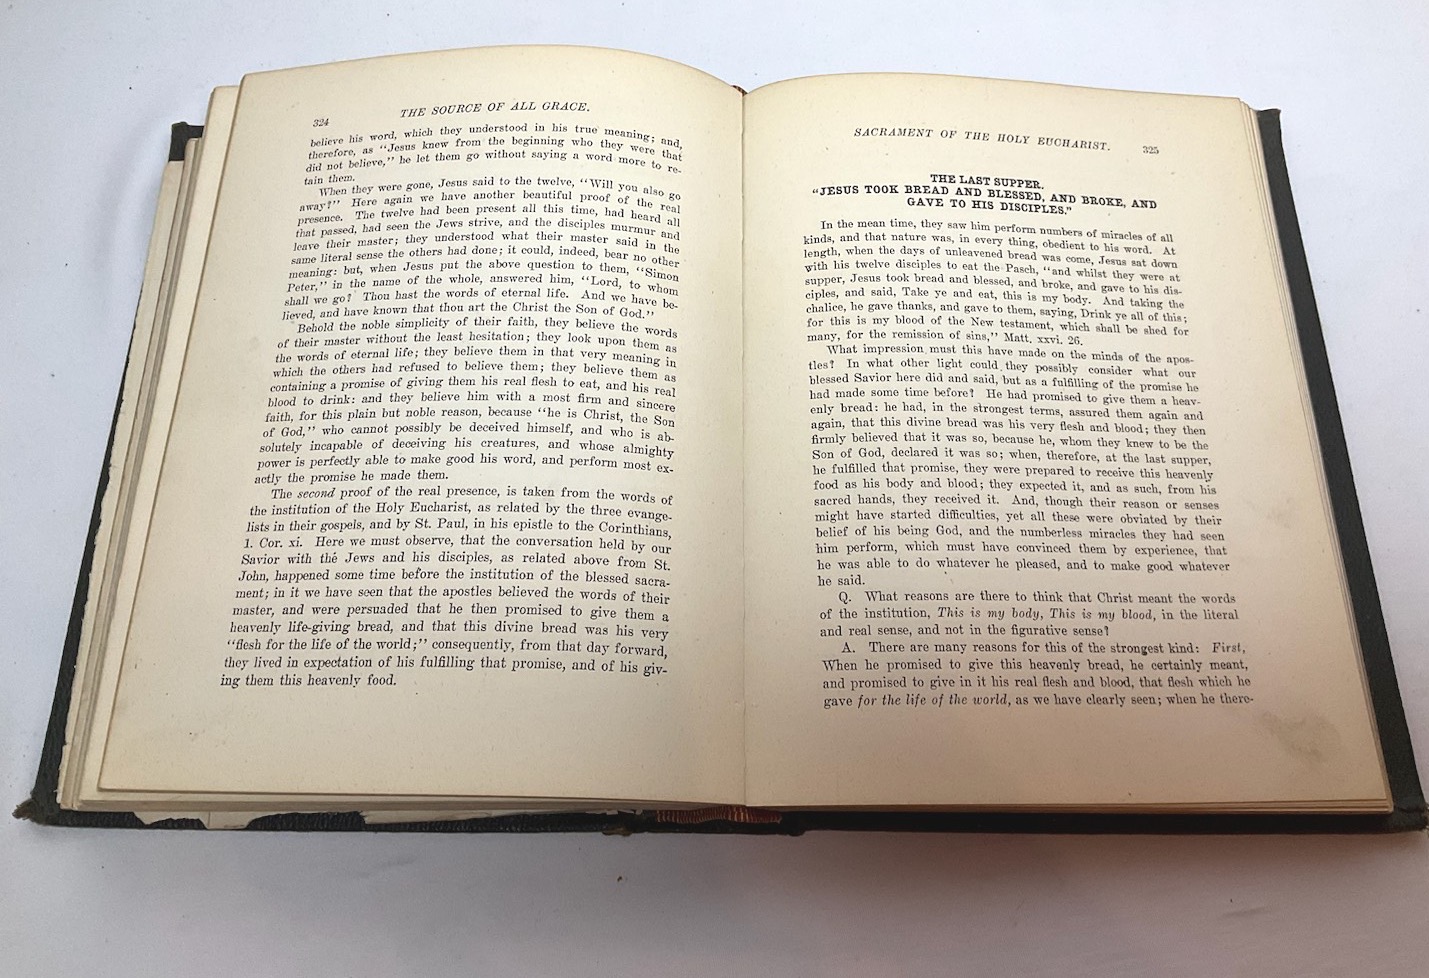 324
THE SOURCE OF ALL GRACE.
believe his word, which they understood in his true meaning; and,
therefore, as “Jesus knew from the beginning who they were that
did not believe,” he let them go without saying a word more to re-
tain them.
When they were gone, Jesus said to the twelve, “Will you also go
away?” Here again we have another beautiful proof of the real
presence. The twelve had been present all this time, had heard all
that passed, had seen the Jews strive, and the disciples murmur and
leave their master; they understood what their master said in the
same literal sense the others had done; it could, indeed, bear no other
meaning: but, when Jesus put the above question to them, “Simon
Peter,” in the name of the whole, answered him, “Lord, to whom
shall we go? Thou hast the words of eternal life. And we have be-
lieved, and have known that thou art the Christ the Son of God.”
Behold the noble simplicity of their faith, they believe the words
of their master without the least hesitation; they look upon them as
the words of eternal life; they believe them in that very meaning in
which the others had refused to believe them; they believe them as
containing a promise of giving them his real flesh to eat, and his real
blood to drink: and they believe him with a most firm and sincere
faith, for this plain but noble reason, because “he is Christ, the Son
of God,” who cannot possibly be deceived himself, and who is ab-
solutely incapable of deceiving his creatures, and whose almighty
power is perfectly able to make good his word, and perform most ex-
actly the promise he made them.
The second proof of the real presence, is taken from the words of
the institution of the Holy Eucharist, as related by the three evange-
lists in their gospels, and by St. Paul, in his epistle to the Corinthians,
1. Cor. xi. Here we must observe, that the conversation held by our
Savior with the Jews and his disciples, as related above from St.
John, happened some time before the institution of the blessed sacra-
ment; in it we have seen that the apostles believed the words of their
master, and were persuaded that he then promised to give them a
heavenly life-giving bread, and that this divine bread was his very
“flesh for the life of the world;” consequently, from that day forward,
they lived in expectation of his fulfilling that promise, and of his giv-
ing them this heavenly food.
SACRAMENT OF THE HOLY EUCHARIST.
325
THE LAST SUPPER.
“JESUS TOOK BREAD AND BLESSED, AND BROKE, AND
GAVE TO HIS DISCIPLES.”
In the mean time, they saw him perform numbers of miracles of all
kinds, and that nature was, in every thing, obedient to his word. At
length, when the days of unleavened bread was come, Jesus sat down
with his twelve disciples to eat the Pasch, “and whilst they were at
supper, Jesus took bread and blessed, and broke, and gave to his dis-
ciples, and said, Take ye and eat, this is my body. And taking the
chalice, he gave thanks, and gave to them, saying, Drink ye all of this;
for this is my blood of the New testament, which shall be shed for
many, for the remission of sins,” Matt. xxvi. 26.
What impression must this have made on the minds of the apos-
tles? In what other light could they possibly consider what our
blessed Savior here did and said, but as a fulfilling of the promise he
had made some time before? He had promised to give them a heav-
enly bread: he had, in the strongest terms, assured them again and
again, that this divine bread was his very flesh and blood; they then
firmly believed that it was so, because he, whom they knew to be the
Son of God, declared it was so; when, therefore, at the last supper,
he fulfilled that promise, they were prepared to receive this heavenly
food as his body and blood; they expected it, and as such, from his
sacred hands, they received it. And, though their reason or senses
might have started difficulties, yet all these were obviated by their
belief of his being God, and the numberless miracles they had seen
him perform, which must have convinced them by experience, that
he was able to do whatever he pleased, and to make good whatever
he said.
Q. What reasons are there to think that Christ meant the words
of the institution, This is my body, This is my blood, in the literal
and real sense, and not in the figurative sense?
A. There are many reasons for this of the strongest kind: First,
When he promised to give this heavenly bread, he certainly meant,
and promised to give in it his real flesh and blood, that flesh which he
gave for the life of the world, as we have clearly seen; when he there-